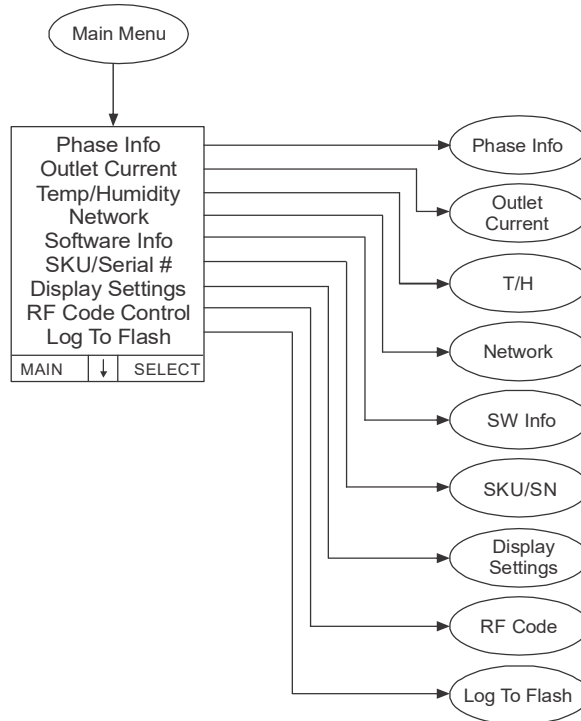 Main Menu
Phase Info
Outlet Current
Temp/Humidity
Network
Software Info
SKU/Serial #
Display Settings
RF Code Control
Log To Flash
MAIN ↓ SELECT
Phase Info
Outlet
Current
T/H
Network
SW Info
SKU/SN
Display
Settings
RF Code
Log To Flash